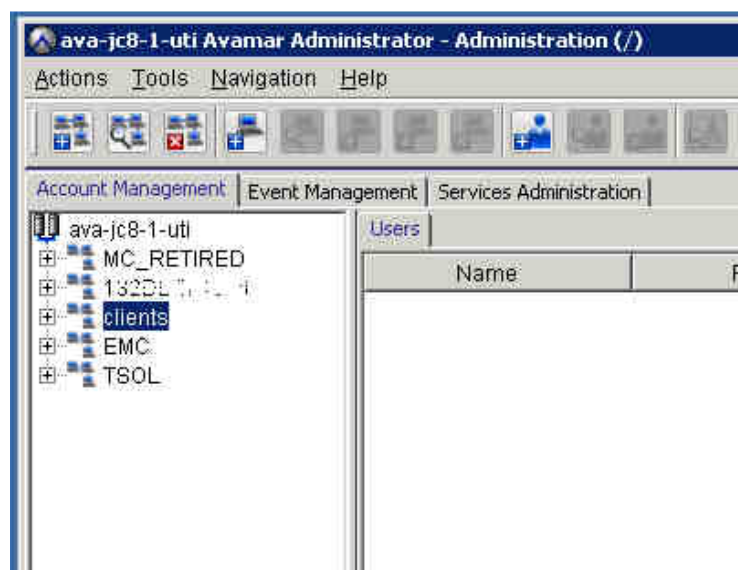 ava-jc8-1-uti Avamar Administrator - Administration (/)
Actions Tools Navigation Help
Account Management Event Management Services Administration
ava-jc8-1-uti Users
MC_RETIRED Name
clients
EMC
TSOL